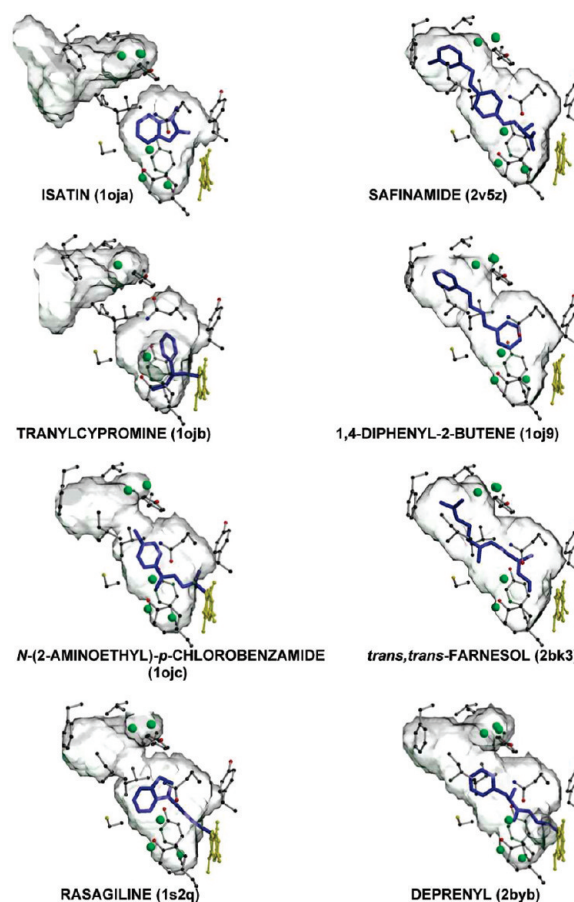 ISATIN (1oja)
SAFINAMIDE (2v5z)
TRANYLCYPROMINE (1ojb)
1,4-DIPHENYL-2-BUTENE (1oj9)
N-(2-AMINOETHYL)-p-CHLOROBENZAMIDE
(1ojc)
trans,trans-FARNESOL (2bk3
RASAGILINE (1s2q)
DEPRENYL (2byb)